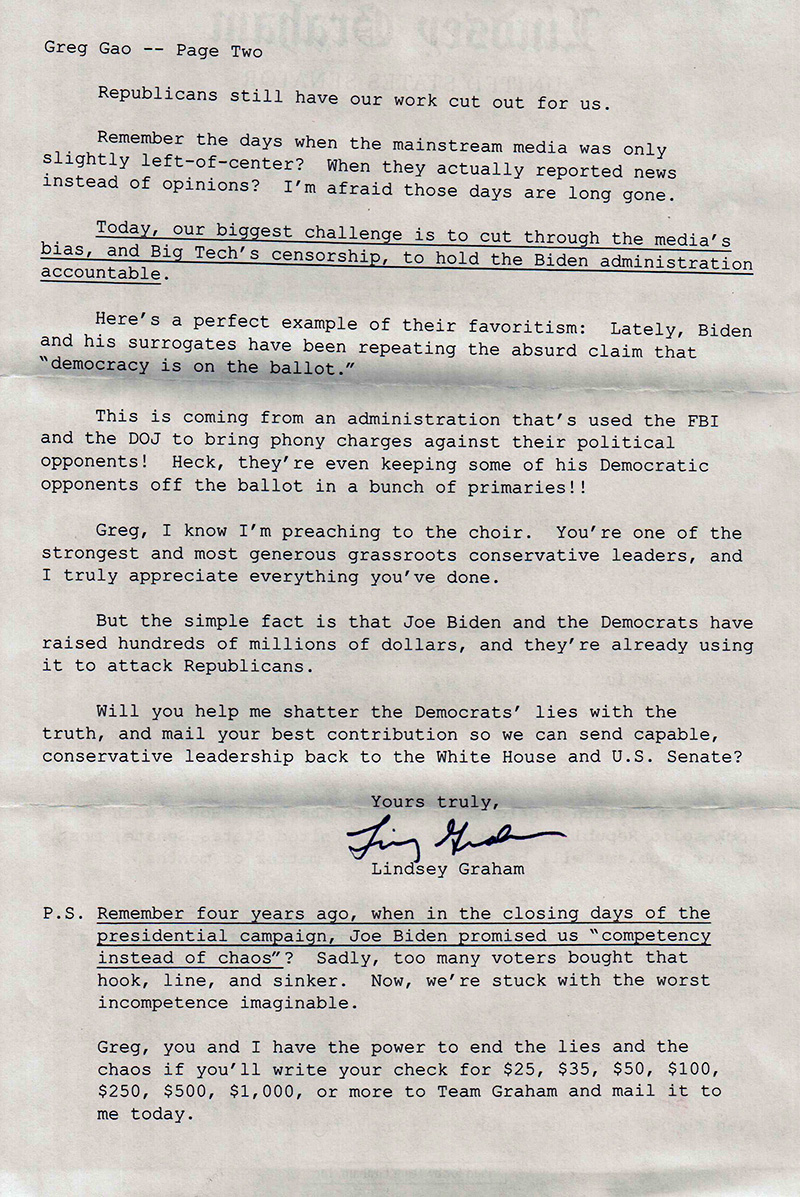 Greg Gao -- Page Two
Republicans still have our work cut out for us.
Remember the days when the mainstream media was only
slightly left-of-center? When they actually reported news
instead of opinions? I'm afraid those days are long gone.
Today, our biggest challenge is to cut through the media's
bias, and Big Tech's censorship, to hold the Biden administration
accountable.
Here's a perfect example of their favoritism: Lately, Biden
and his surrogates have been repeating the absurd claim that
"democracy is on the ballot."
This is coming from an administration that's used the FBI
and the DOJ to bring phony charges against their political
opponents! Heck, they're even keeping some of his Democratic
opponents off the ballot in a bunch of primaries!!
Greg, I know I'm preaching to the choir. You're one of the
strongest and most generous grassroots conservative leaders, and
I truly appreciate everything you've done.
But the simple fact is that Joe Biden and the Democrats have
raised hundreds of millions of dollars, and they're already using
it to attack Republicans.
Will you help me shatter the Democrats' lies with the
truth, and mail your best contribution so we can send capable,
conservative leadership back to the White House and U.S. Senate?
Yours truly,
Lindsey Graham
P.S. Remember four years ago, when in the closing days of the
presidential campaign, Joe Biden promised us "competency
instead of chaos"? Sadly, too many voters bought that
hook, line, and sinker. Now, we're stuck with the worst
incompetence imaginable.
Greg, you and I have the power to end the lies and the
chaos if you'll write your check for $25, $35, $50, $100,
$250, $500, $1,000, or more to Team Graham and mail it to
me today.